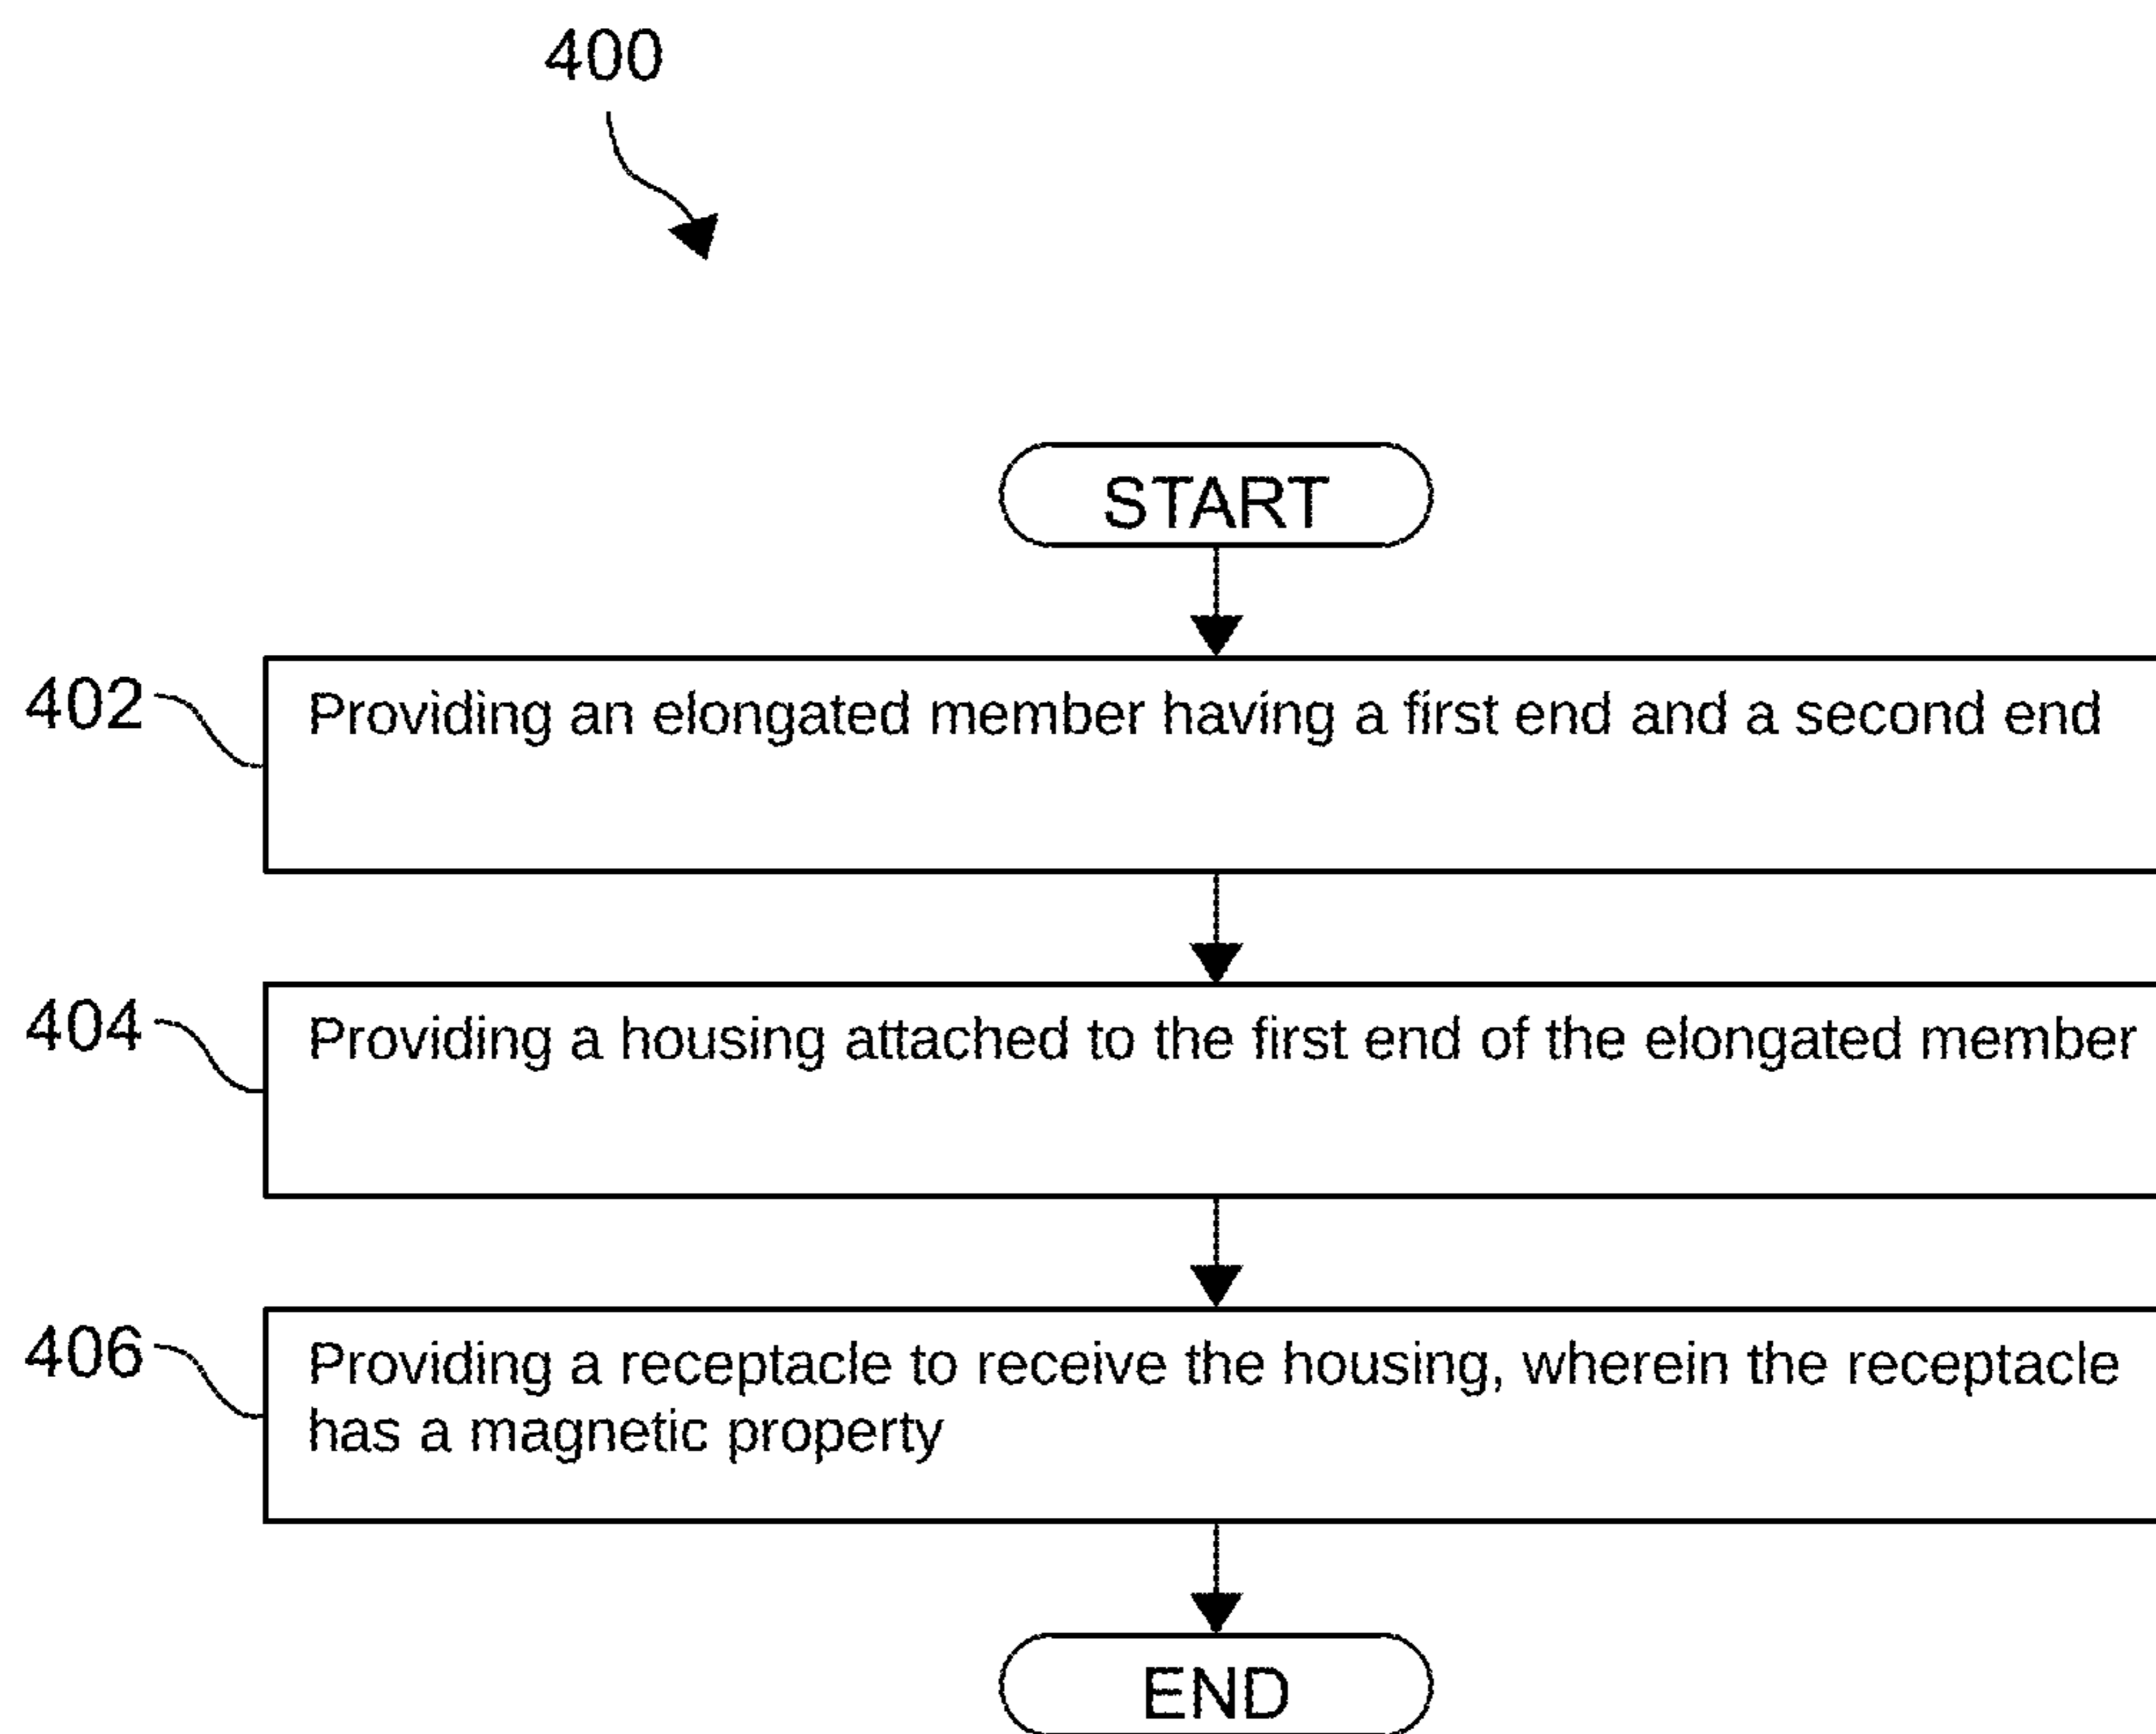 400
START
402
Providing an elongated member having a first end and a second end
404
Providing a housing attached to the first end of the elongated member
406
Providing a receptacle to receive the housing, wherein the receptacle
has a magnetic property
END